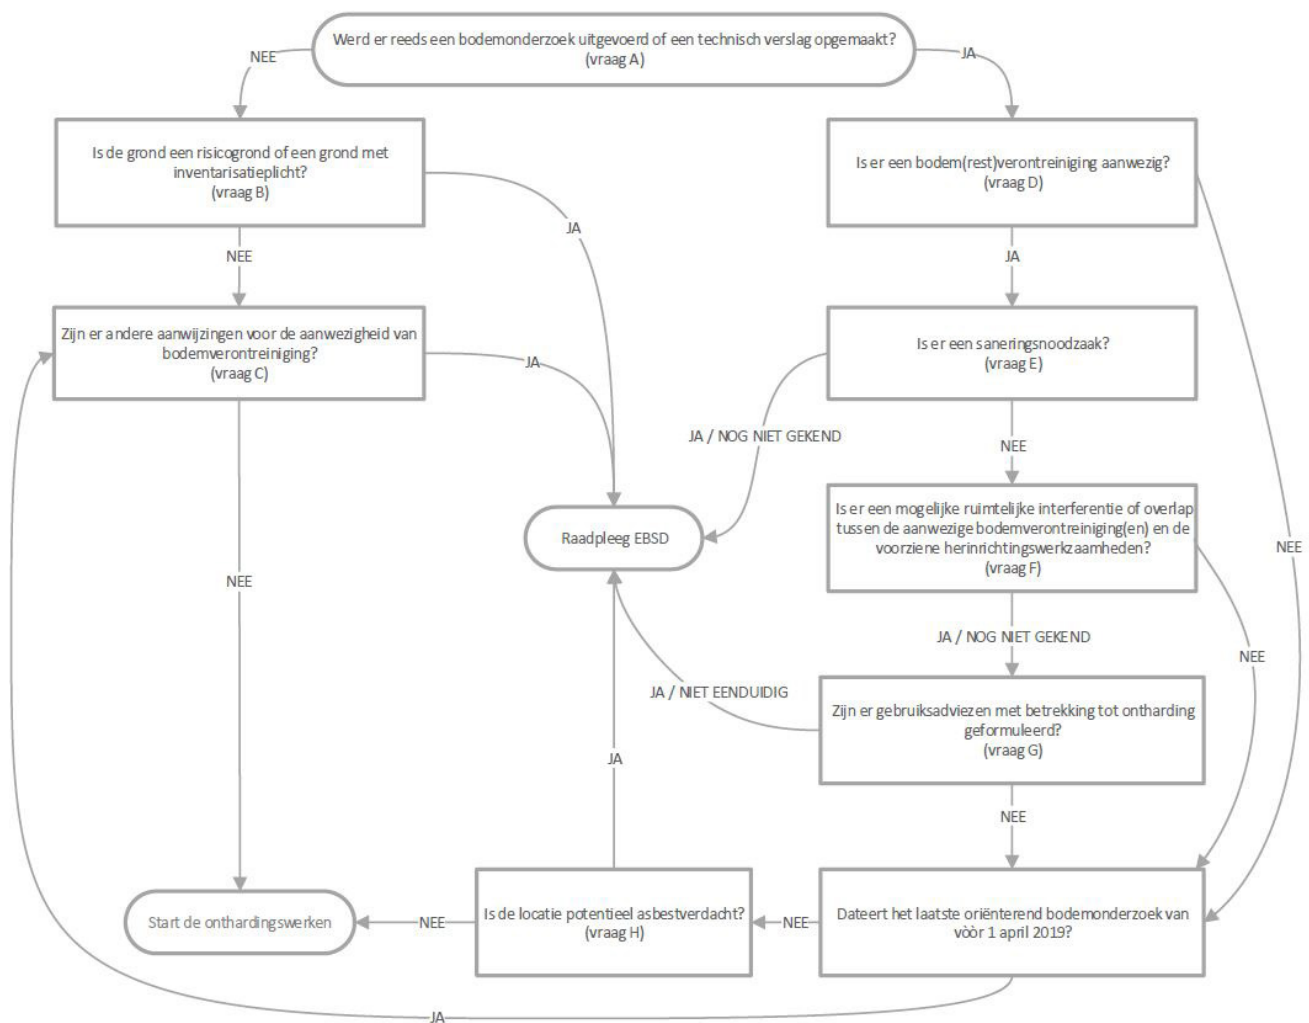 Werd er reeds een bodemonderzoek uitgevoerd of een technisch verslag opgemaakt?
(vraag A)
NEE
JA
Is de grond een risicogrond of een grond met
inventarisatieplicht?
(vraag B)
Is er een bodem(rest)verontreiniging aanwezig?
(vraag D)
JA
NEE
JA
Zijn er andere aanwijzingen voor de aanwezigheid van
bodemverontreiniging?
(vraag C)
Is er een saneringsnoodzaak?
(vraag E)
JA
JA / NOG NIET GEKEND
NEE
Is er een mogelijke ruimtelijke interferentie of overlap
tussen de aanwezige bodemverontreiniging(en) en de
voorziene herinrichtingswerkzaamheden?
(vraag F)
Raadpleeg EBSD
NEE
NEE
JA / NOG NIET GEKEND
NEE
JA / NIET EENDUIDIG
Zijn er gebruiksadviezen met betrekking tot ontharding
geformuleerd?
(vraag G)
JA
NEE
Start de onthardingswerken
NEE
Is de locatie potentieel asbestverdacht?
(vraag H)
NEE
Dateert het laatste oriënterend bodemonderzoek van
vòòr 1 april 2019?
JA